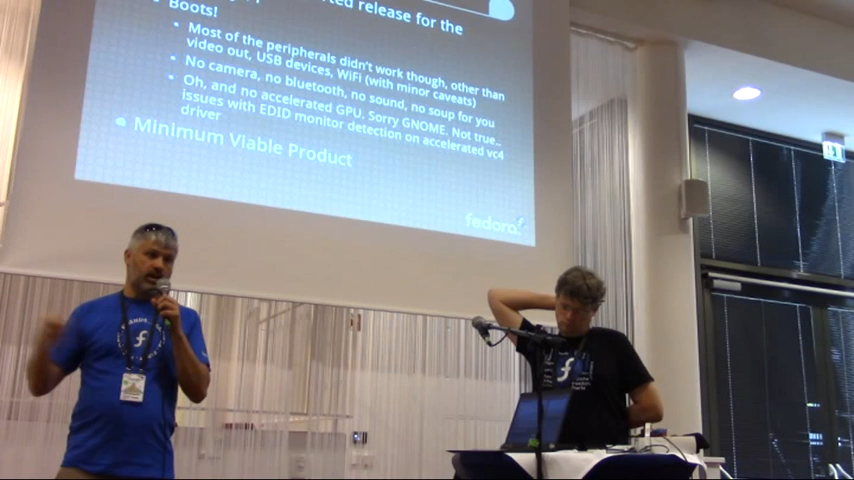 release for the
Boots!
Most of the peripherals didn't work though, other than
video out, USB devices, WiFi (with minor caveats)
No camera, no bluetooth, no sound, no soup for you
Oh, and no accelerated GPU, Sorry GNOME. Not true..
issues with EDID monitor detection on accelerated vc4
driver
Minimum Viable Product
fedora